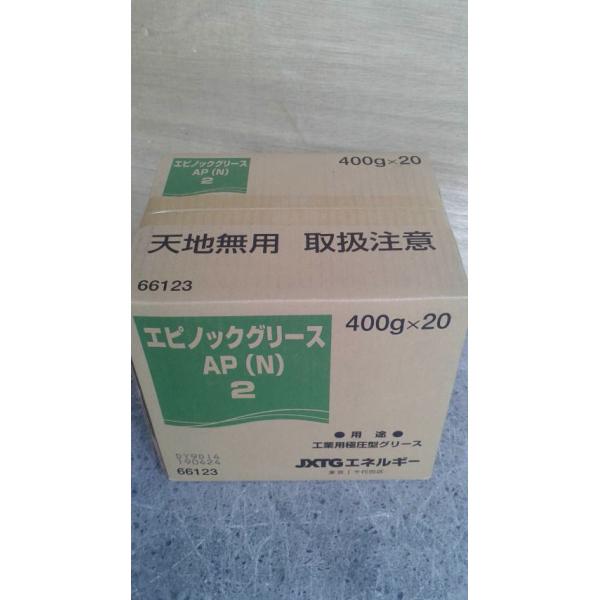 エピノックグリース
AP(N)
2
400g×20
天地無用 取扱注意
66123
エピノックグリース
AP(N)
2
400g×20
●用途●
工業用極圧型グリース
190624
JXTGエネルギー
66123